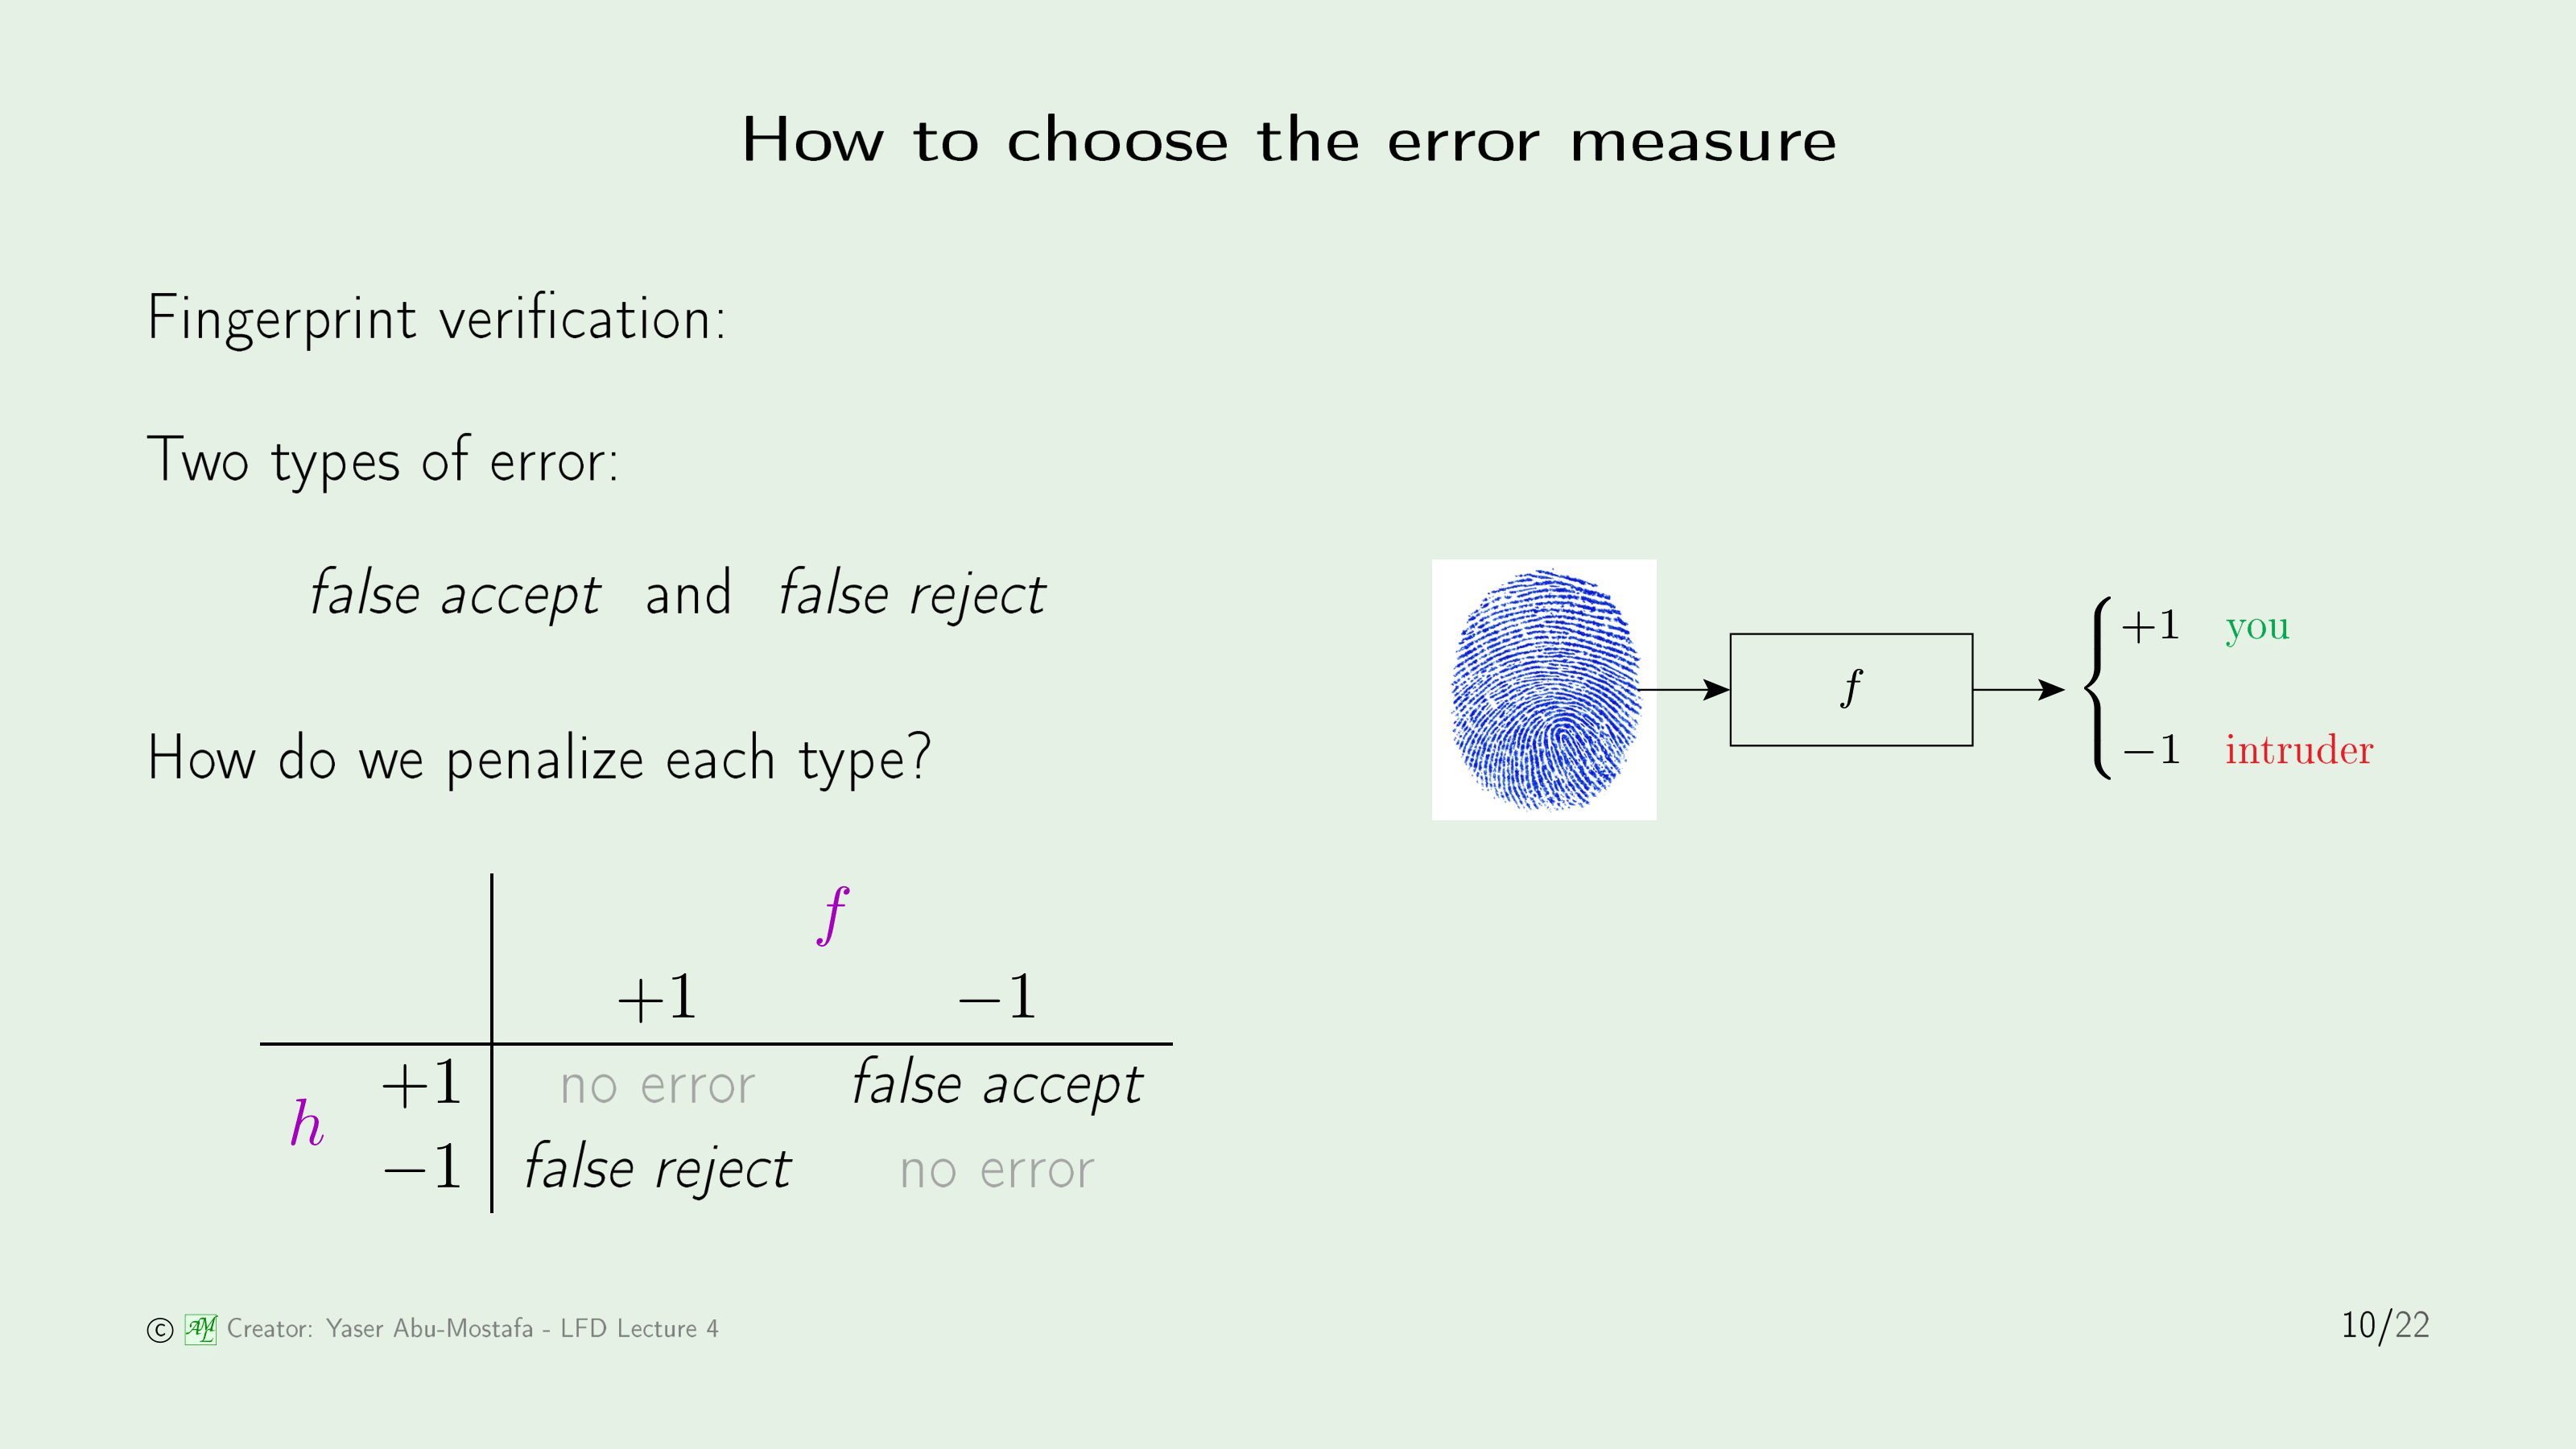 How to choose the error measure
Fingerprint verification:
Two types of error:
false accept and false reject
How do we penalize each type?
f
+1 you
−1 intruder
f
+1 −1
h
+1 no error false accept
−1 false reject no error
© AML Creator: Yaser Abu-Mostafa - LFD Lecture 4
10/22